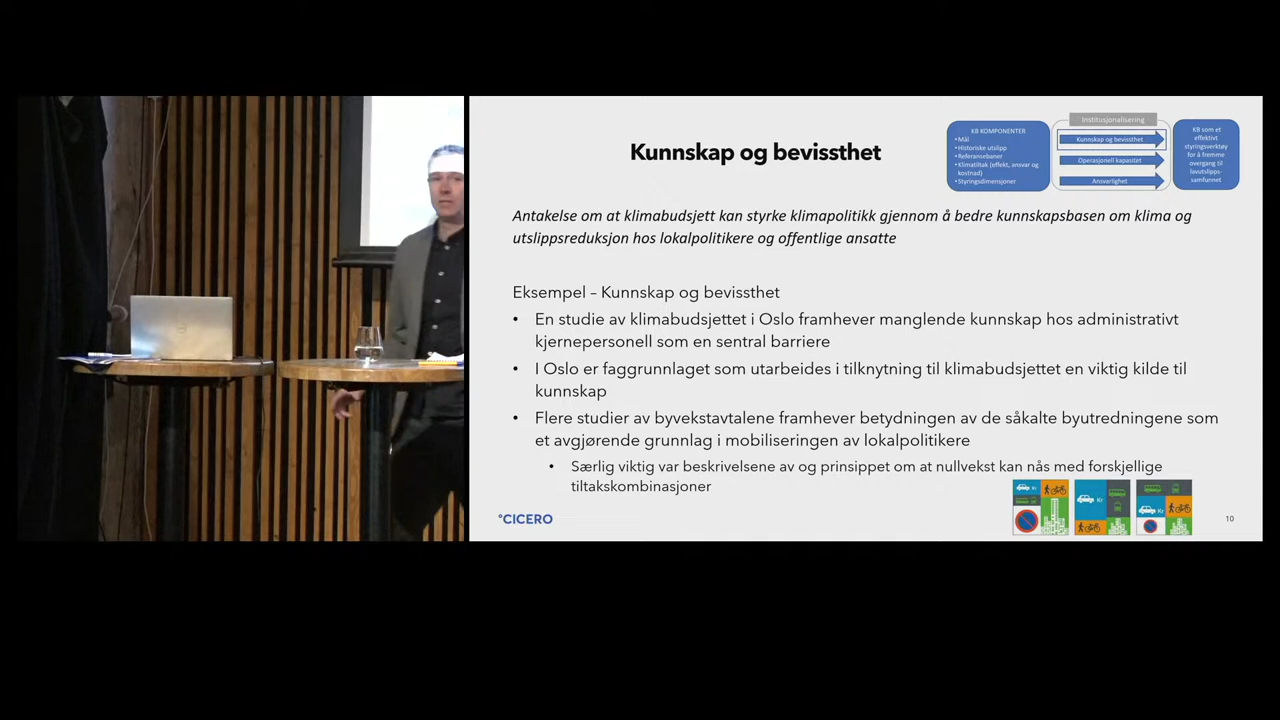 Kunnskap og bevissthet
KB KOMPONENTER
• Mål
• Historiske utslipp
• Referansebaner
• Klimatiltak (effekt, ansvar og
kostnad)
• Styringsdimensjoner
Institusjonalisering
Kunnskap og bevissthet
Operasjonell kapasitet
Ansvarlighet
KB som et
effektivt
styringsverktøy
for å fremme
overgang til
lavutslipps-
samfunnet
Antakelse om at klimabudsjett kan styrke klimapolitikk gjennom å bedre kunnskapsbasen om klima og
utslippsreduksjon hos lokalpolitikere og offentlige ansatte
Eksempel – Kunnskap og bevissthet
• En studie av klimabudsjettet i Oslo framhever manglende kunnskap hos administrativt
kjernepersonell som en sentral barriere
• I Oslo er faggrunnlaget som utarbeides i tilknytning til klimabudsjettet en viktig kilde til
kunnskap
• Flere studier av byvekstavtalene framhever betydningen av de såkalte byutredningene som
et avgjørende grunnlag i mobiliseringen av lokalpolitikere
• Særlig viktig var beskrivelsene av og prinsippet om at nullvekst kan nås med forskjellige
tiltakskombinasjoner
Kr
Kr
Kr
°CICERO
10